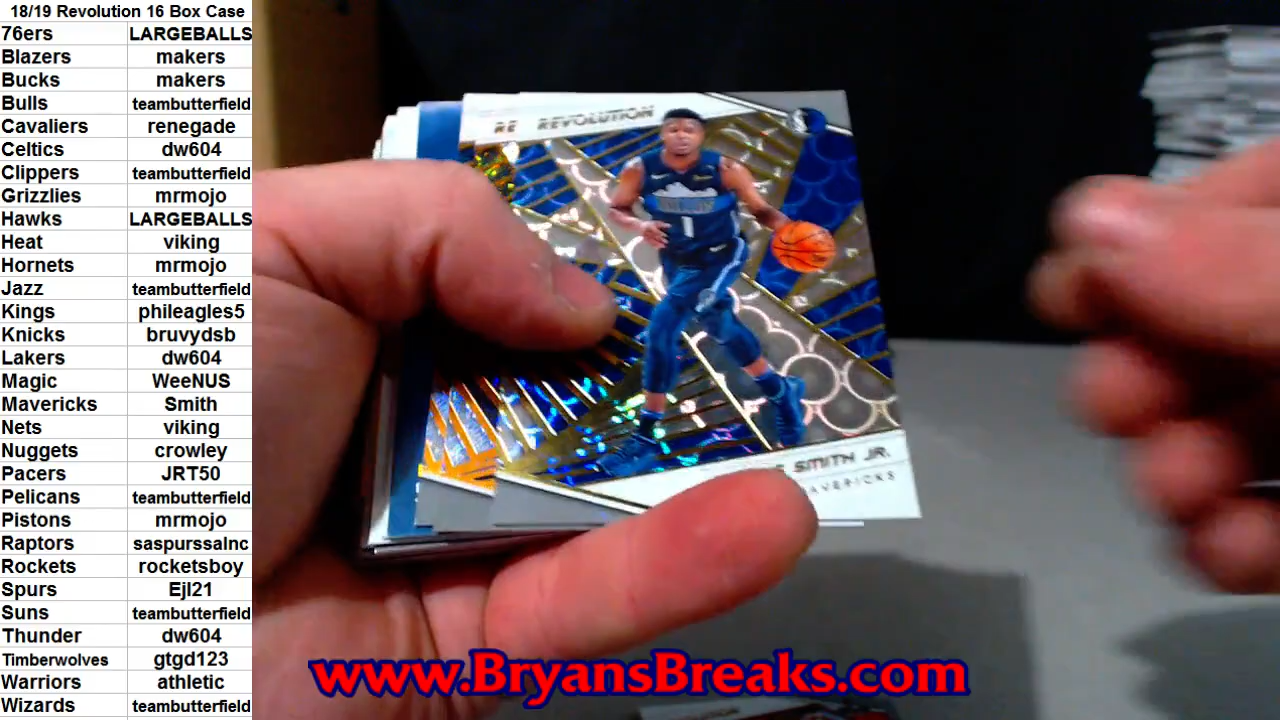 18/19 Revolution 16 Box Case
76ers LARGEBALLS
Blazers makers
Bucks makers
Bulls teambutterfield
Cavaliers renegade
Celtics dw604
Clippers teambutterfield
Grizzlies mrmojo
Hawks LARGEBALLS
Heat viking
Hornets mrmojo
Jazz teambutterfield
Kings phileagles5
Knicks bruvydsb
Lakers dw604
Magic WeeNUS
Mavericks Smith
Nets viking
Nuggets crowley
Pacers JRT50
Pelicans teambutterfield
Pistons mrmojo
Raptors saspurssalnc
Rockets rocketsboy
Spurs Ejl21
Suns teambutterfield
Thunder dw604
Timberwolves gtgd123
Warriors athletic
Wizards teambutterfield
RE REVOLUTION
1
SMITH JR.
www.BryansBreaks.com